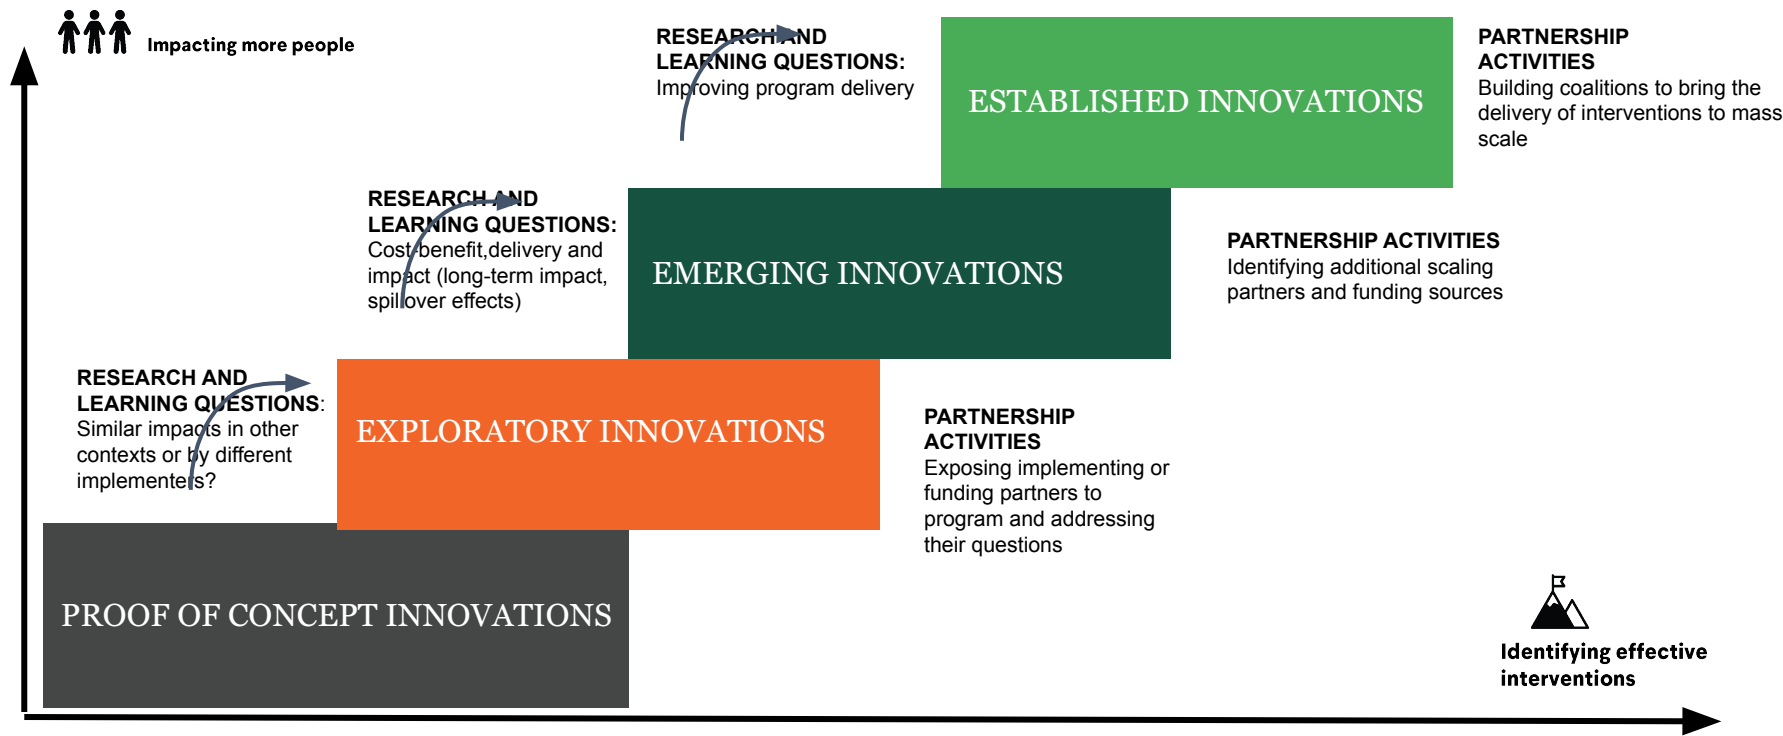 Impacting more people
RESEARCH AND
LEARNING QUESTIONS:
Improving program delivery
ESTABLISHED INNOVATIONS
PARTNERSHIP
ACTIVITIES
Building coalitions to bring the
delivery of interventions to mass
scale
RESEARCH AND
LEARNING QUESTIONS:
Cost-benefit,delivery and
impact (long-term impact,
spillover effects)
EMERGING INNOVATIONS
PARTNERSHIP ACTIVITIES
Identifying additional scaling
partners and funding sources
RESEARCH AND
LEARNING QUESTIONS:
Similar impacts in other
contexts or by different
implementers?
EXPLORATORY INNOVATIONS
PARTNERSHIP
ACTIVITIES
Exposing implementing or
funding partners to
program and addressing
their questions
PROOF OF CONCEPT INNOVATIONS
Identifying effective
interventions